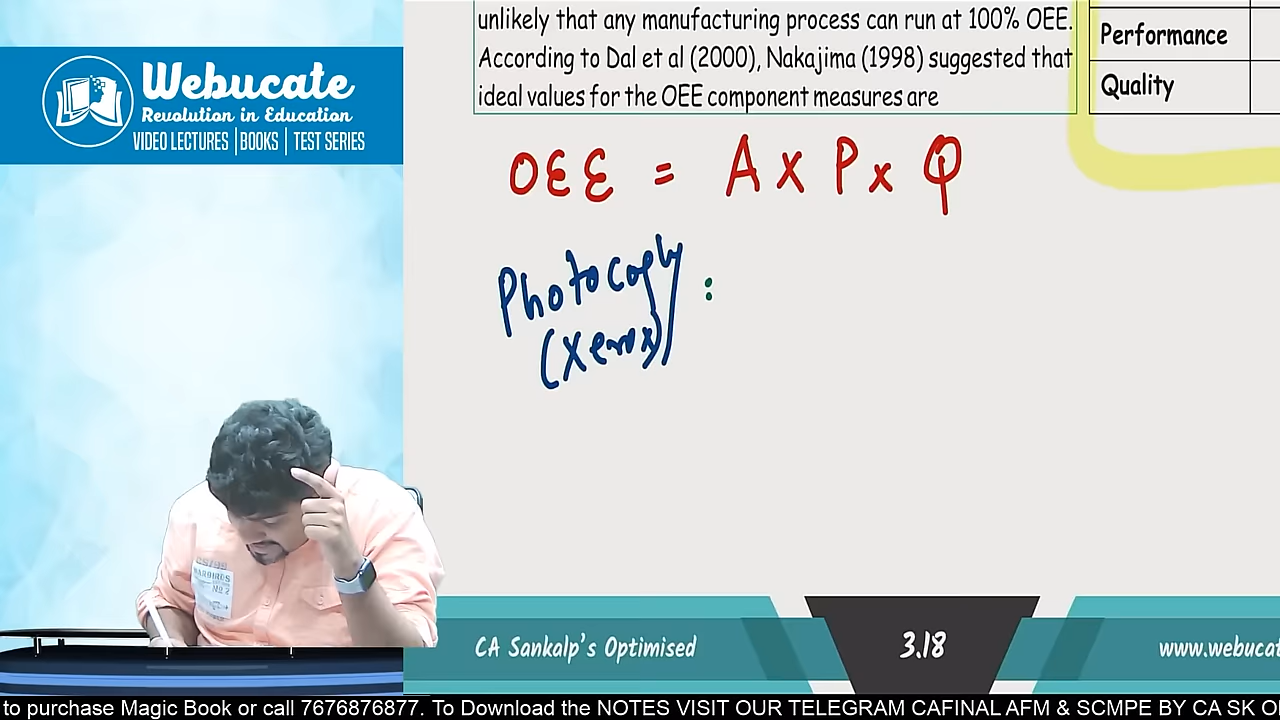 Webucate
Revolution in Education
VIDEO LECTURES | BOOKS | TEST SERIES
unlikely that any manufacturing process can run at 100% OEE.
According to Dal et al (2000), Nakajima (1998) suggested that
ideal values for the OEE component measures are
Performance
Quality
OEE = A x P x Q
Photocopy :
(Xerox)
CA Sankalp's Optimised
3.18
www.webucat
to purchase Magic Book or call 7676876877. To Download the NOTES VISIT OUR TELEGRAM CAFINAL AFM & SCMPE BY CA SK O